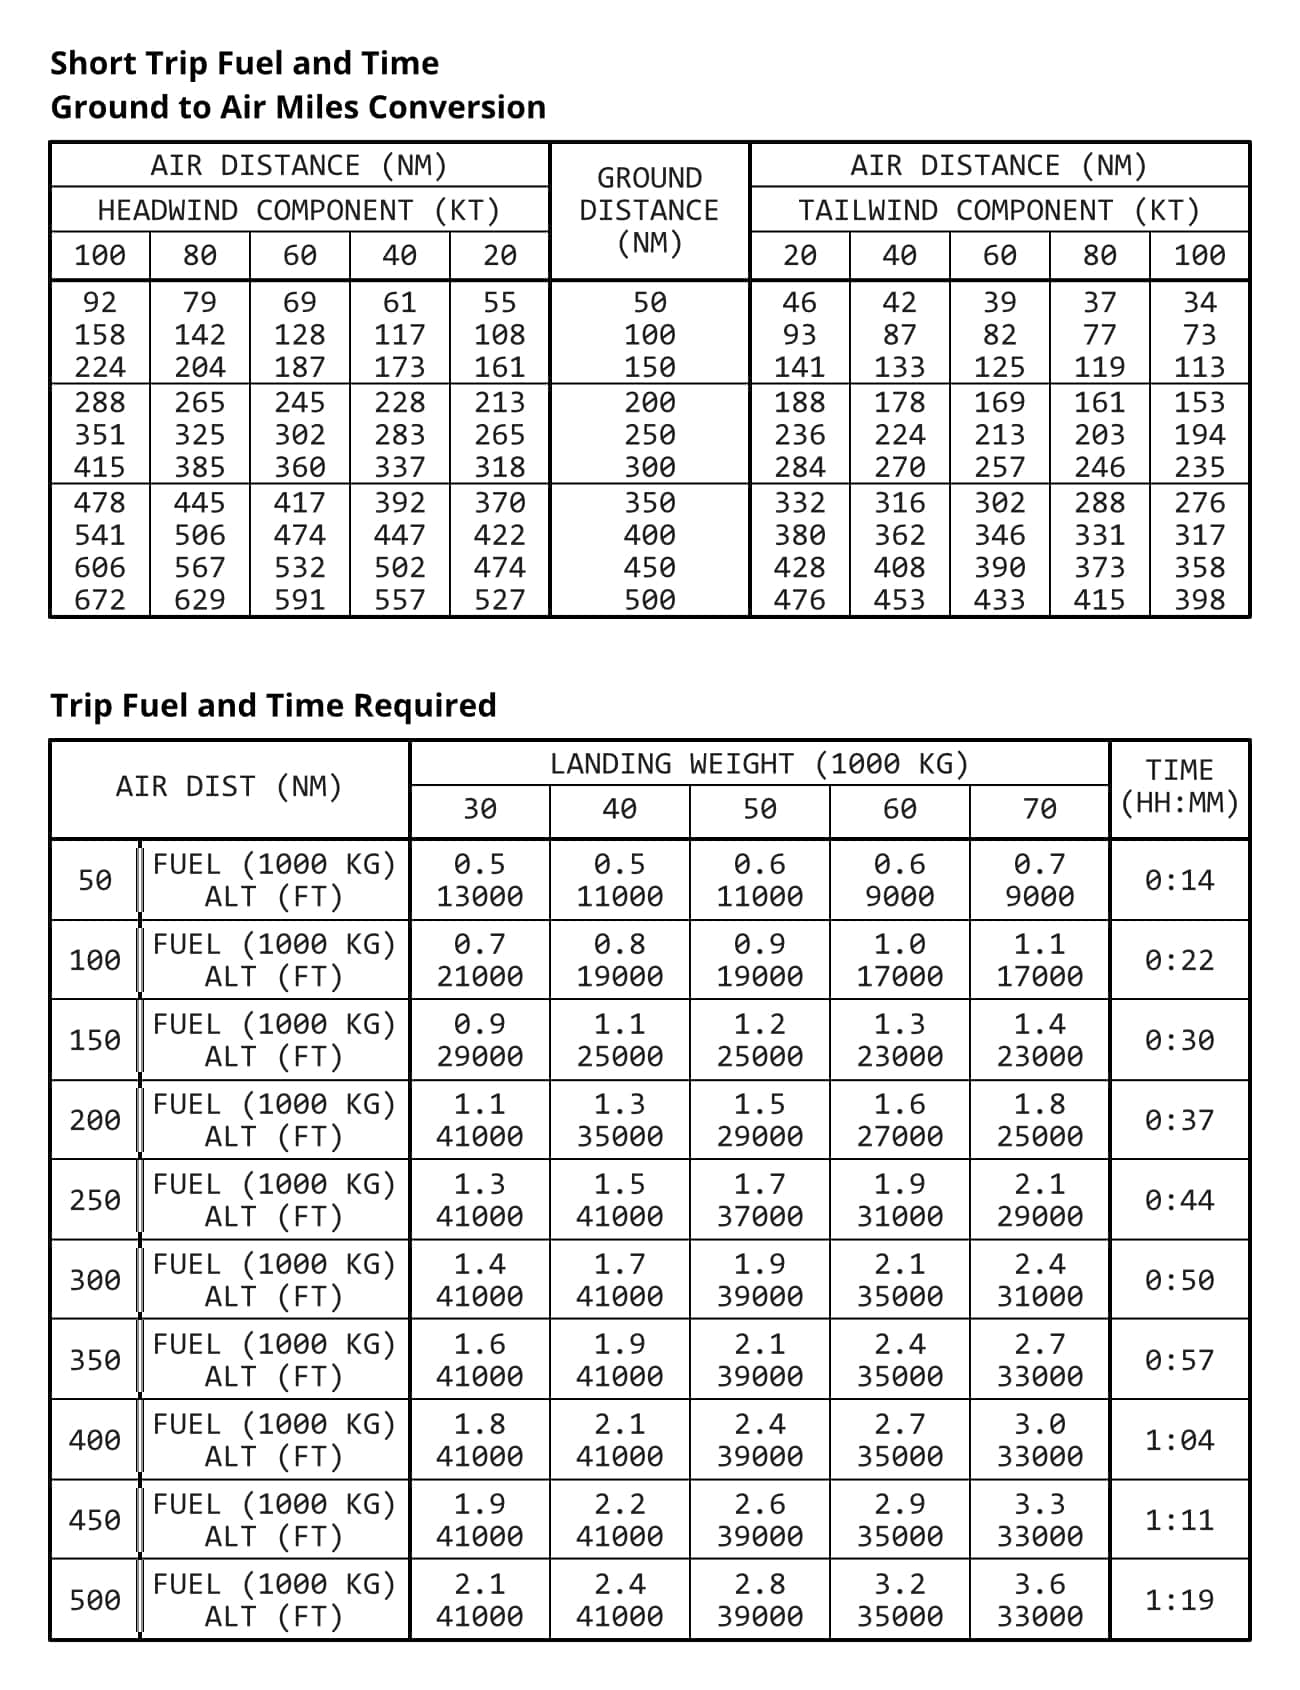 Short Trip Fuel and Time
Ground to Air Miles Conversion
AIR DISTANCE (NM) GROUND DISTANCE (NM) AIR DISTANCE (NM)
HEADWIND COMPONENT (KT) TAILWIND COMPONENT (KT)
100 80 60 40 20 20 40 60 80 100
92 79 69 61 55 50 46 42 39 37 34
158 142 128 117 108 100 93 87 82 77 73
224 204 187 173 161 150 141 133 125 119 113
288 265 245 228 213 200 188 178 169 161 153
351 325 302 283 265 250 236 224 213 203 194
415 385 360 337 318 300 284 270 257 246 235
478 445 417 392 370 350 332 316 302 288 276
541 506 474 447 422 400 380 362 346 331 317
606 567 532 502 474 450 428 408 390 373 358
672 629 591 557 527 500 476 453 433 415 398
Trip Fuel and Time Required
AIR DIST (NM) LANDING WEIGHT (1000 KG) TIME (HH:MM)
30 40 50 60 70
50 FUEL (1000 KG) 0.5 0.5 0.6 0.6 0.7 0:14
ALT (FT) 13000 11000 11000 9000 9000
100 FUEL (1000 KG) 0.7 0.8 0.9 1.0 1.1 0:22
ALT (FT) 21000 19000 19000 17000 17000
150 FUEL (1000 KG) 0.9 1.1 1.2 1.3 1.4 0:30
ALT (FT) 29000 25000 25000 23000 23000
200 FUEL (1000 KG) 1.1 1.3 1.5 1.6 1.8 0:37
ALT (FT) 41000 35000 29000 27000 25000
250 FUEL (1000 KG) 1.3 1.5 1.7 1.9 2.1 0:44
ALT (FT) 41000 41000 37000 31000 29000
300 FUEL (1000 KG) 1.4 1.7 1.9 2.1 2.4 0:50
ALT (FT) 41000 41000 39000 35000 31000
350 FUEL (1000 KG) 1.6 1.9 2.1 2.4 2.7 0:57
ALT (FT) 41000 41000 39000 35000 33000
400 FUEL (1000 KG) 1.8 2.1 2.4 2.7 3.0 1:04
ALT (FT) 41000 41000 39000 35000 33000
450 FUEL (1000 KG) 1.9 2.2 2.6 2.9 3.3 1:11
ALT (FT) 41000 41000 39000 35000 33000
500 FUEL (1000 KG) 2.1 2.4 2.8 3.2 3.6 1:19
ALT (FT) 41000 41000 39000 35000 33000